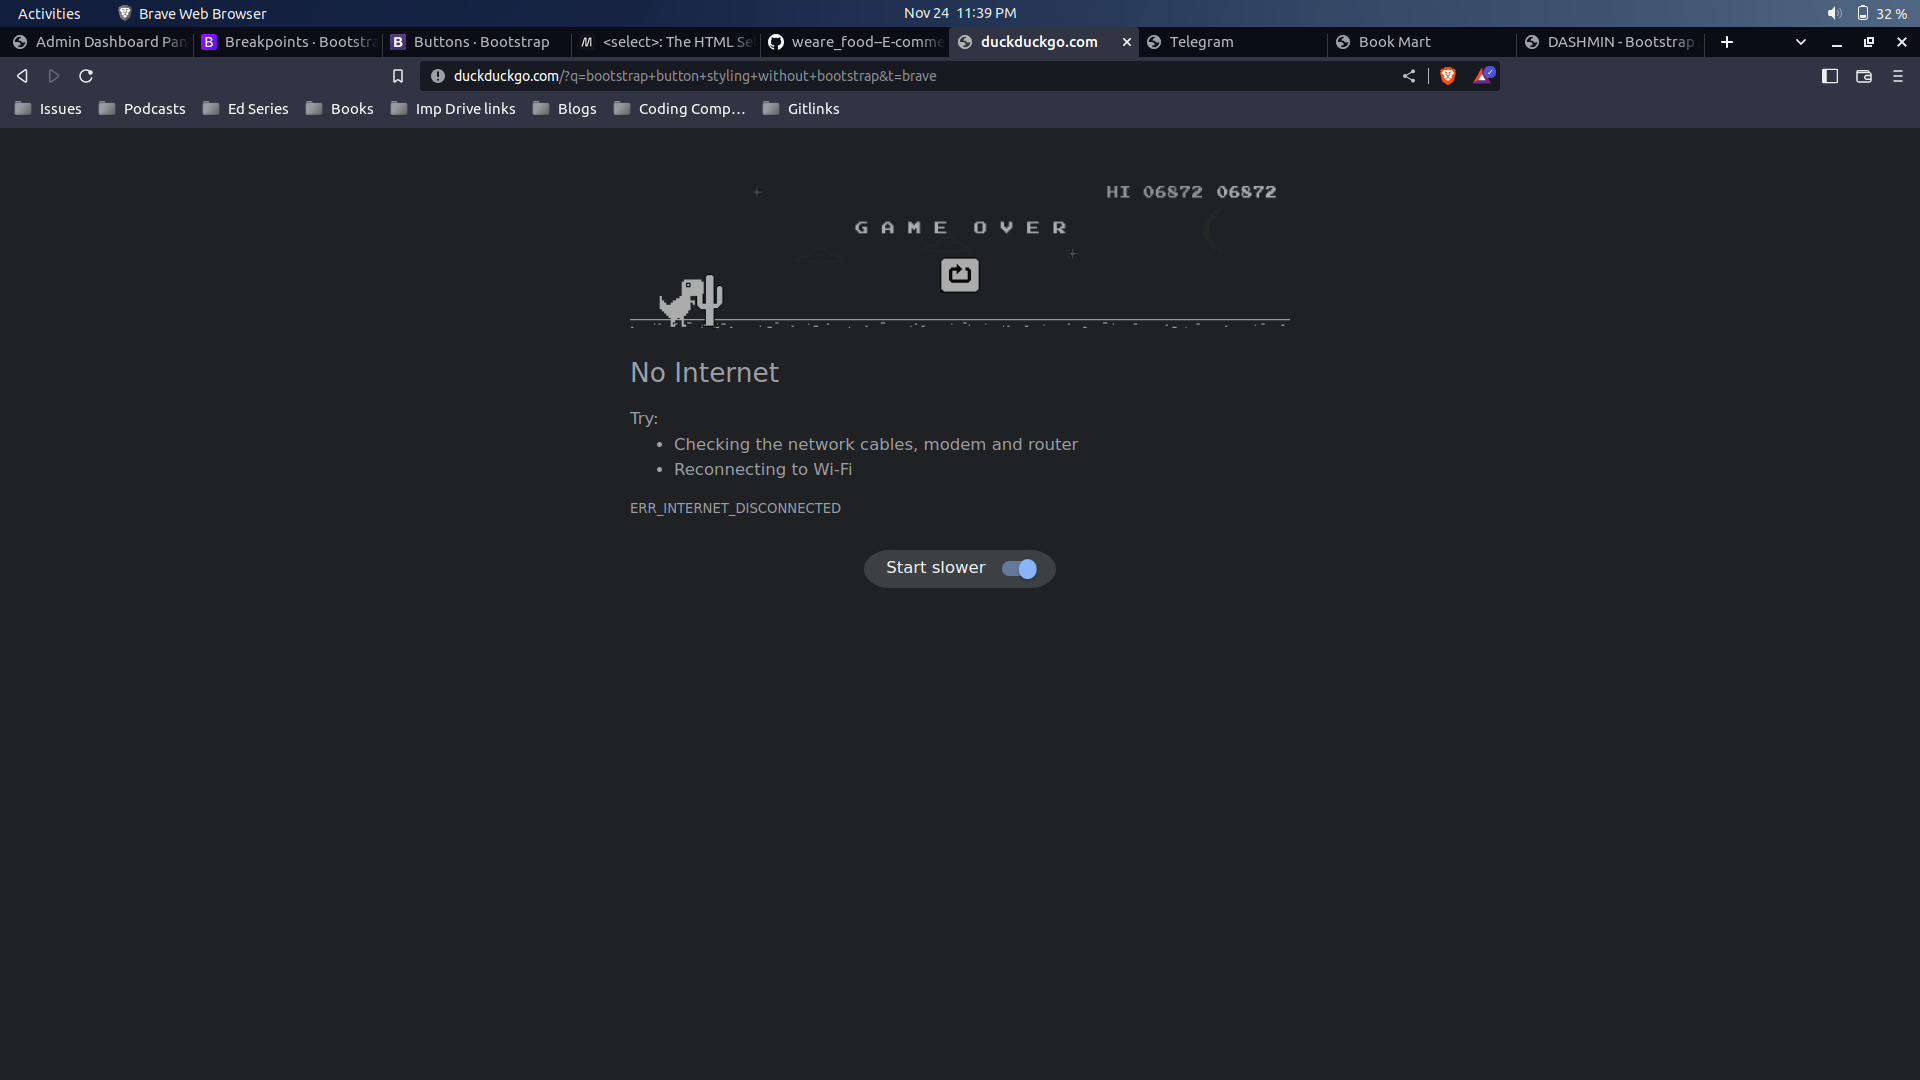 Activities Brave Web Browser Nov 24 11:39 PM 32 %
Admin Dashboard Pan B Breakpoints · Bootstra B Buttons · Bootstrap M <select>: The HTML Se weare_food--E-comme duckduckgo.com Telegram Book Mart DASHMIN - Bootstrap
duckduckgo.com/?q=bootstrap+button+styling+without+bootstrap&t=brave
Issues Podcasts Ed Series Books Imp Drive links Blogs Coding Comp… Gitlinks
HI 06872 06872
GAME OVER
No Internet
Try:
• Checking the network cables, modem and router
• Reconnecting to Wi-Fi
ERR_INTERNET_DISCONNECTED
Start slower